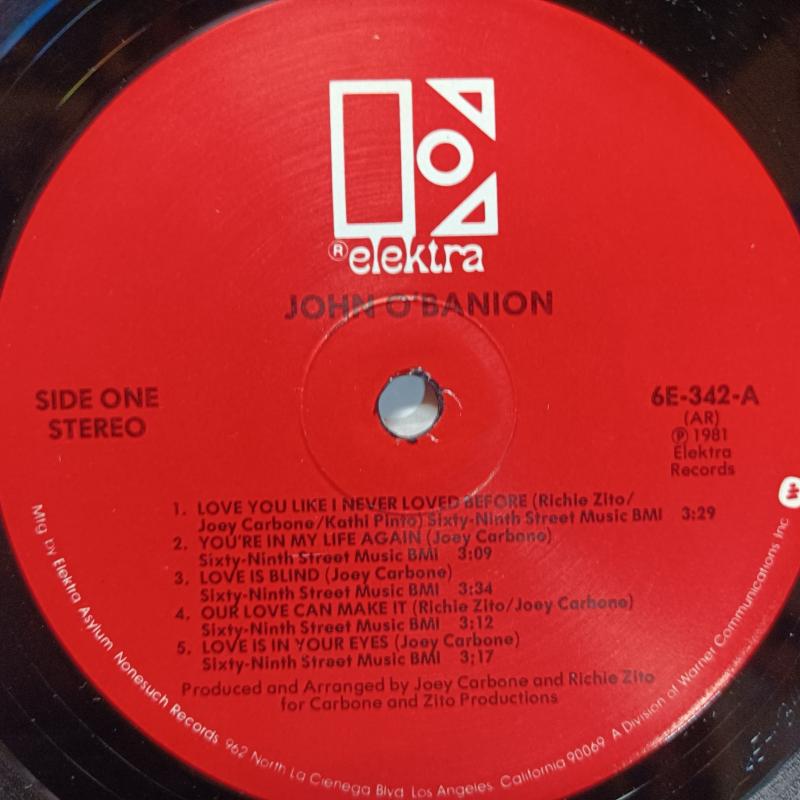 ® elektra
JOHN O'BANION
SIDE ONE
STEREO
6E-342-A
(AR)
℗ 1981
Elektra
Records
1. LOVE YOU LIKE I NEVER LOVED BEFORE (Richie Zito/
Joey Carbone/Kathi Pinto) Sixty-Ninth Street Music BMI 3:29
2. YOU'RE IN MY LIFE AGAIN (Joey Carbone)
Sixty-Ninth Street Music BMI 3:09
3. LOVE IS BLIND (Joey Carbone)
Sixty-Ninth Street Music BMI 3:34
4. OUR LOVE CAN MAKE IT (Richie Zito/Joey Carbone)
Sixty-Ninth Street Music BMI 3:12
5. LOVE IS IN YOUR EYES (Joey Carbone)
Sixty-Ninth Street Music BMI 3:17
Produced and Arranged by Joey Carbone and Richie Zito
for Carbone and Zito Productions
Mfg by Elektra Asylum Nonesuch Records 962 North La Cienega Blvd Los Angeles California 90069 A Division of Warner Communications Inc